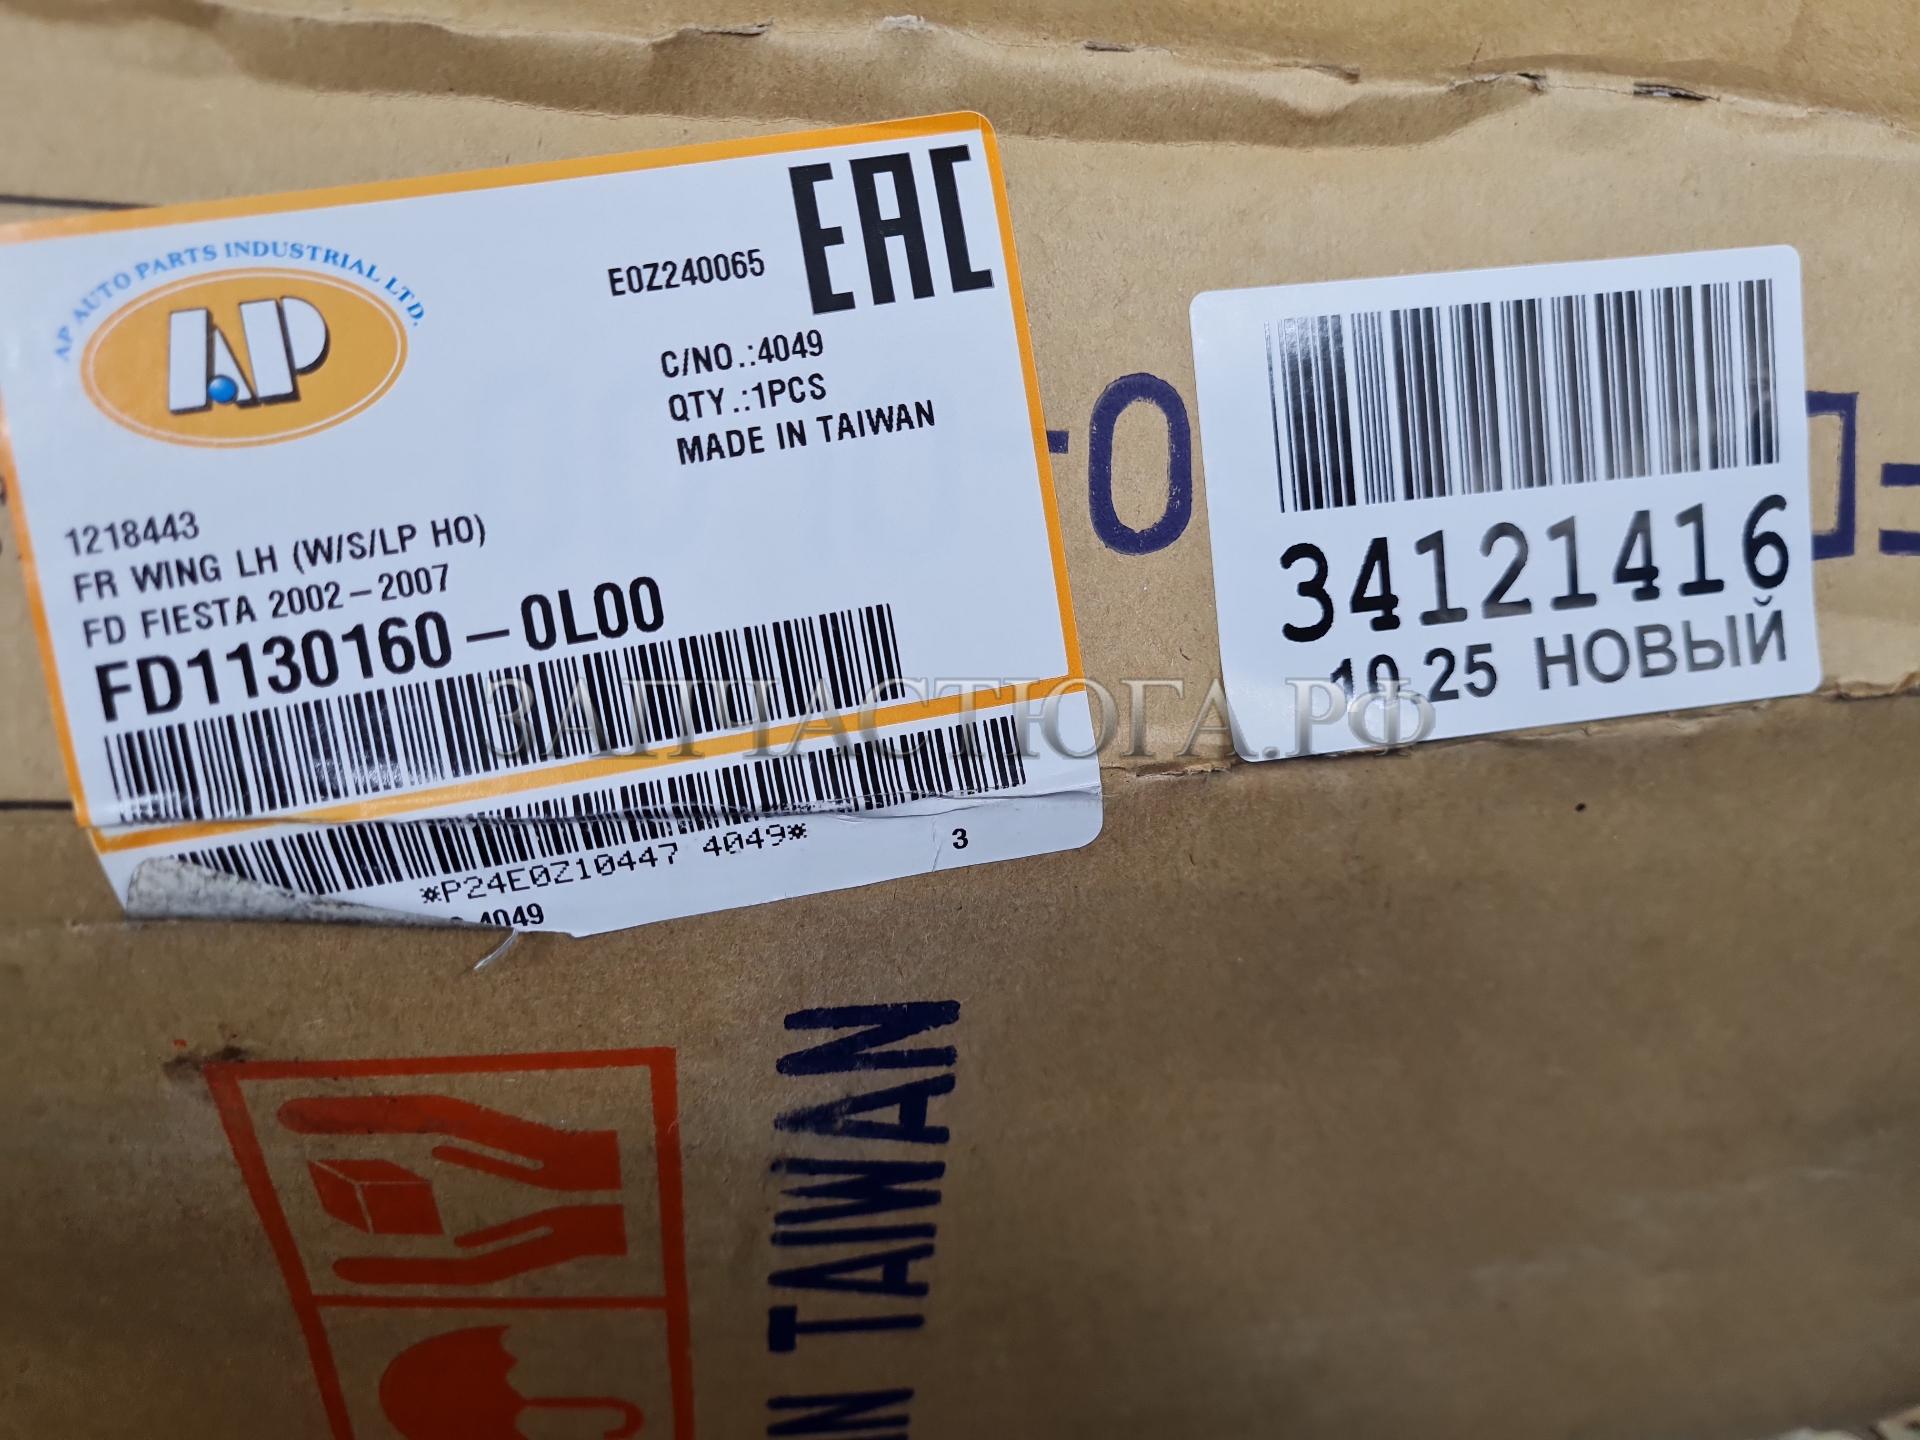 AP AUTO PARTS INDUSTRIAL LTD.
AP
E0Z240065
EAC
C/NO.:4049
QTY.:1PCS
MADE IN TAIWAN
1218443
FR WING LH (W/S/LP HO)
FD FIESTA 2002-2007
FD1130160-0L00
*P24E0Z10447 4049*
3
4049
34121416
10.25 НОВЫЙ
ЗАПЧАСТЮГА.РФ
TAIWAN